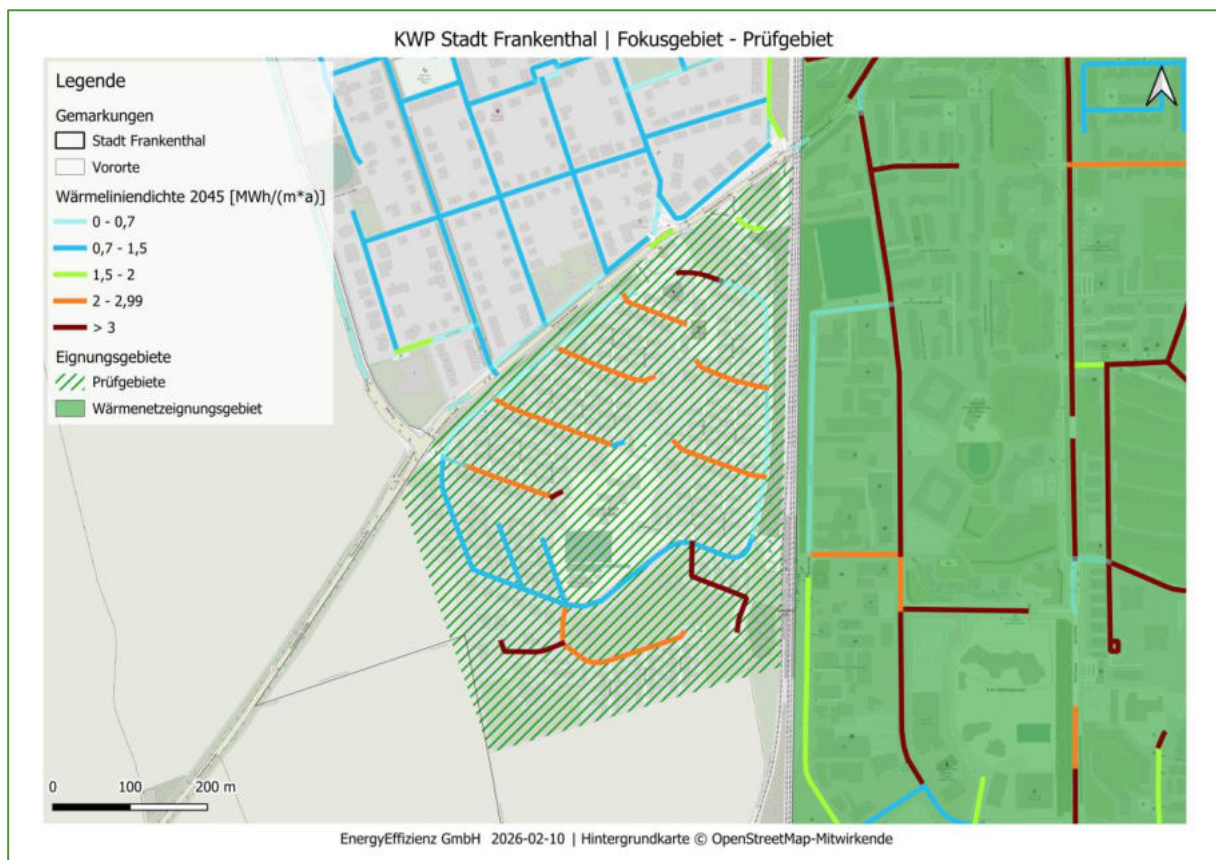 KWP Stadt Frankenthal | Fokusgebiet - Prüfgebiet
Legende
Gemarkungen
Stadt Frankenthal
Vororte
Wärmeliniendichte 2045 [MWh/(m*a)]
0 - 0,7
0,7 - 1,5
1,5 - 2
2 - 2,99
> 3
Eignungsgebiete
Prüfgebiete
Wärmenetzeignungsgebiet
0 100 200 m
EnergyEffizienz GmbH 2026-02-10 | Hintergrundkarte © OpenStreetMap-Mitwirkende